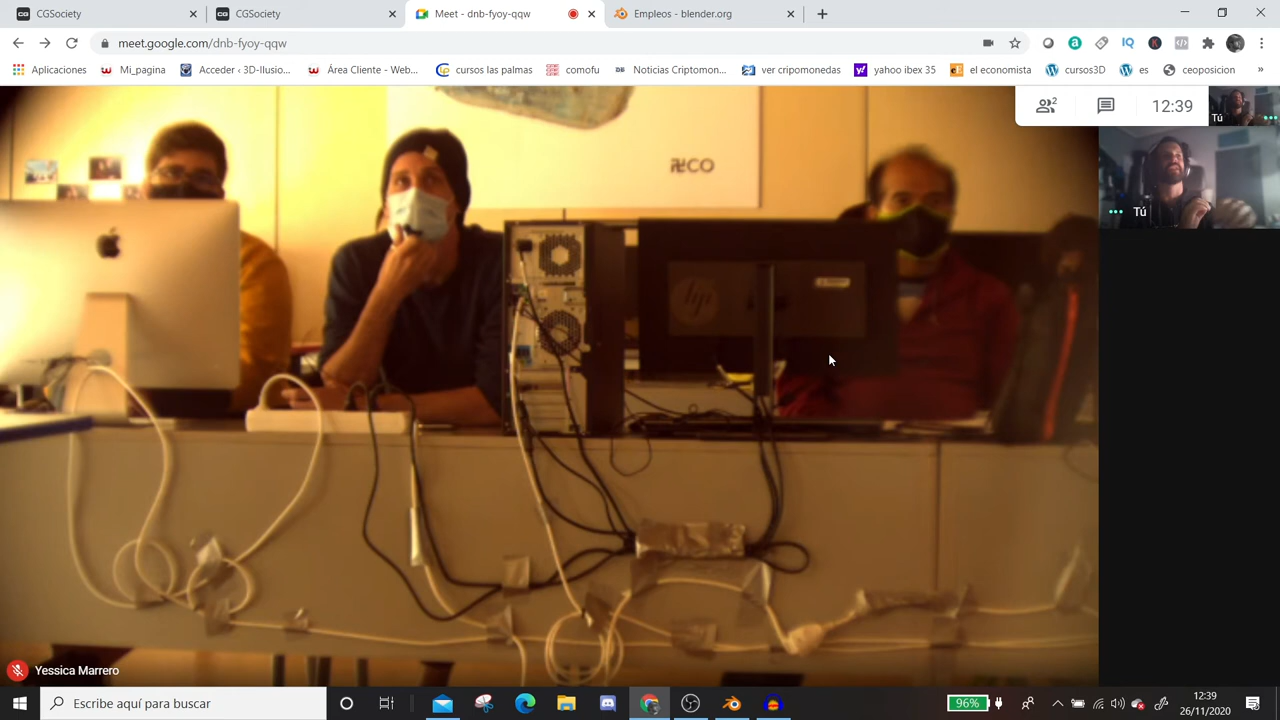 CGSociety
CGSociety
Meet - dnb-fyoy-qqw
Empleos - blender.org
meet.google.com/dnb-fyoy-qqw
Aplicaciones
Mi_pagina
Acceder ‹ 3D-Ilusio...
Área Cliente - Web...
cursos las palmas
comofu
Noticias Criptomon...
ver cripomonedas
yahoo ibex 35
el economista
cursos3D
es
ceoposicion
»
2
12:39
Tú
Tú
CO
hp
Yessica Marrero
Escribe aquí para buscar
96%
12:39
26/11/2020